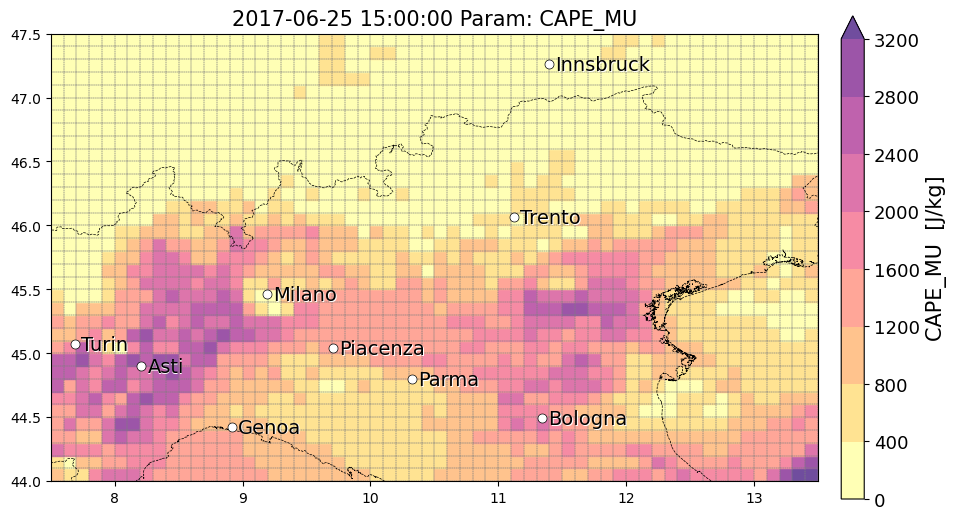 2017-06-25 15:00:00 Param: CAPE_MU
47.5
47.0
46.5
46.0
45.5
45.0
44.5
44.0
8
9
10
11
12
13
Innsbruck
Trento
Milano
Turin
Asti
Piacenza
Parma
Genoa
Bologna
3200
2800
2400
2000
1600
1200
800
400
0
CAPE_MU [J/kg]